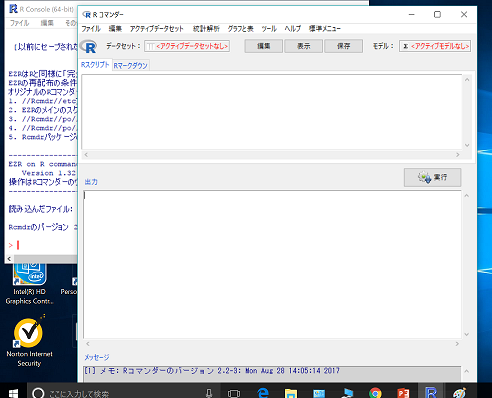 R Console (64-bit)
ファイル 編集 その
[以前にセーブされた
EZRはRと同様に「完
EZRの再配布の条件
オリジナルのRコマンダー
1. //Rcmdr//etc
2. EZRのメインのスク
3. //Rcmdr//po/
4. //Rcmdr//po/
5. Rcmdrパッケージの
EZR on R comman
Version 1.32
操作はRコマンダーの
読み込んだファイル:
Rcmdrのバージョン 2
>
R コマンダー
ファイル 編集 アクティブデータセット 統計解析 グラフと表 ツール ヘルプ 標準メニュー
データセット: <アクティブデータセットなし> 編集 表示 保存 モデル: Σ <アクティブモデルなし>
Rスクリプト Rマークダウン
実行
出力
メッセージ
[1] メモ: Rコマンダーのバージョン 2.2-3: Mon Aug 28 14:05:14 2017
Intel(R) HD
Graphics Contr...
Perso
Norton Internet
Security
ここに入力して検索